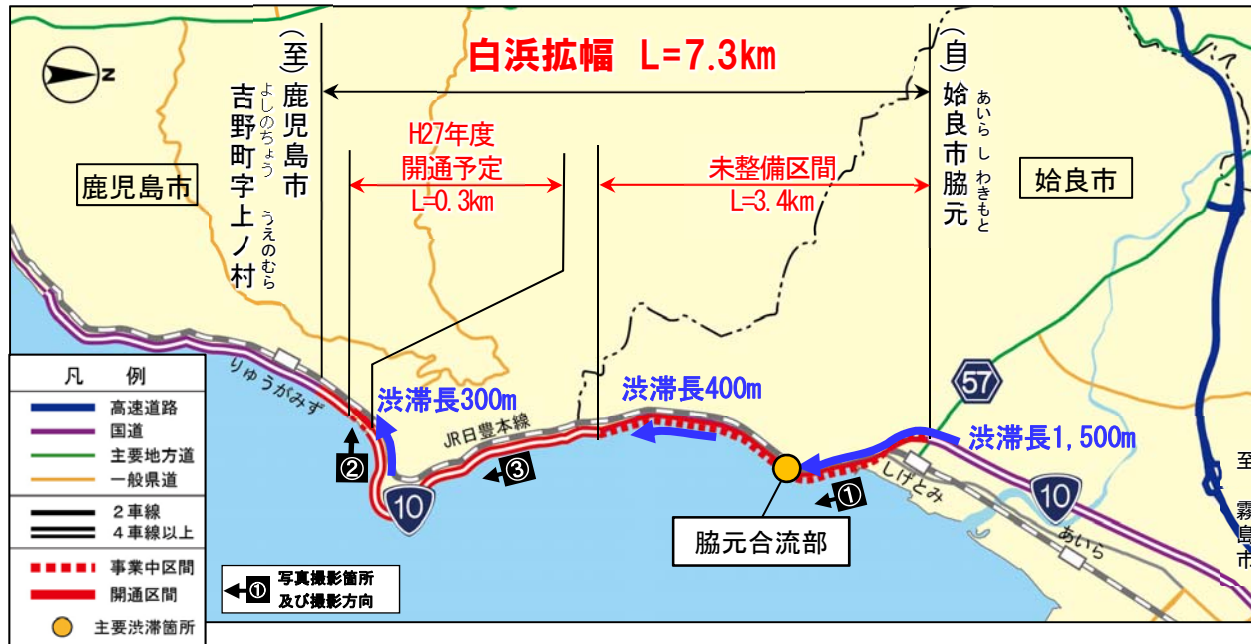 白浜拡幅 L=7.3km
(至)鹿児島市
吉野町字上ノ村
よしのちょう うえのむら
(自)姶良市脇元
あいら し わきもと
N
鹿児島市
H27年度
開通予定
L=0.3km
未整備区間
L=3.4km
姶良市
57
渋滞長300m
渋滞長400m
渋滞長1,500m
りゅうがみず
JR日豊本線
しげとみ
あいら
10
10
至 霧島市
②
③
①
脇元合流部
凡 例
高速道路
国道
主要地方道
一般県道
2車線
4車線以上
事業中区間
開通区間
主要渋滞箇所
① 写真撮影箇所
及び撮影方向